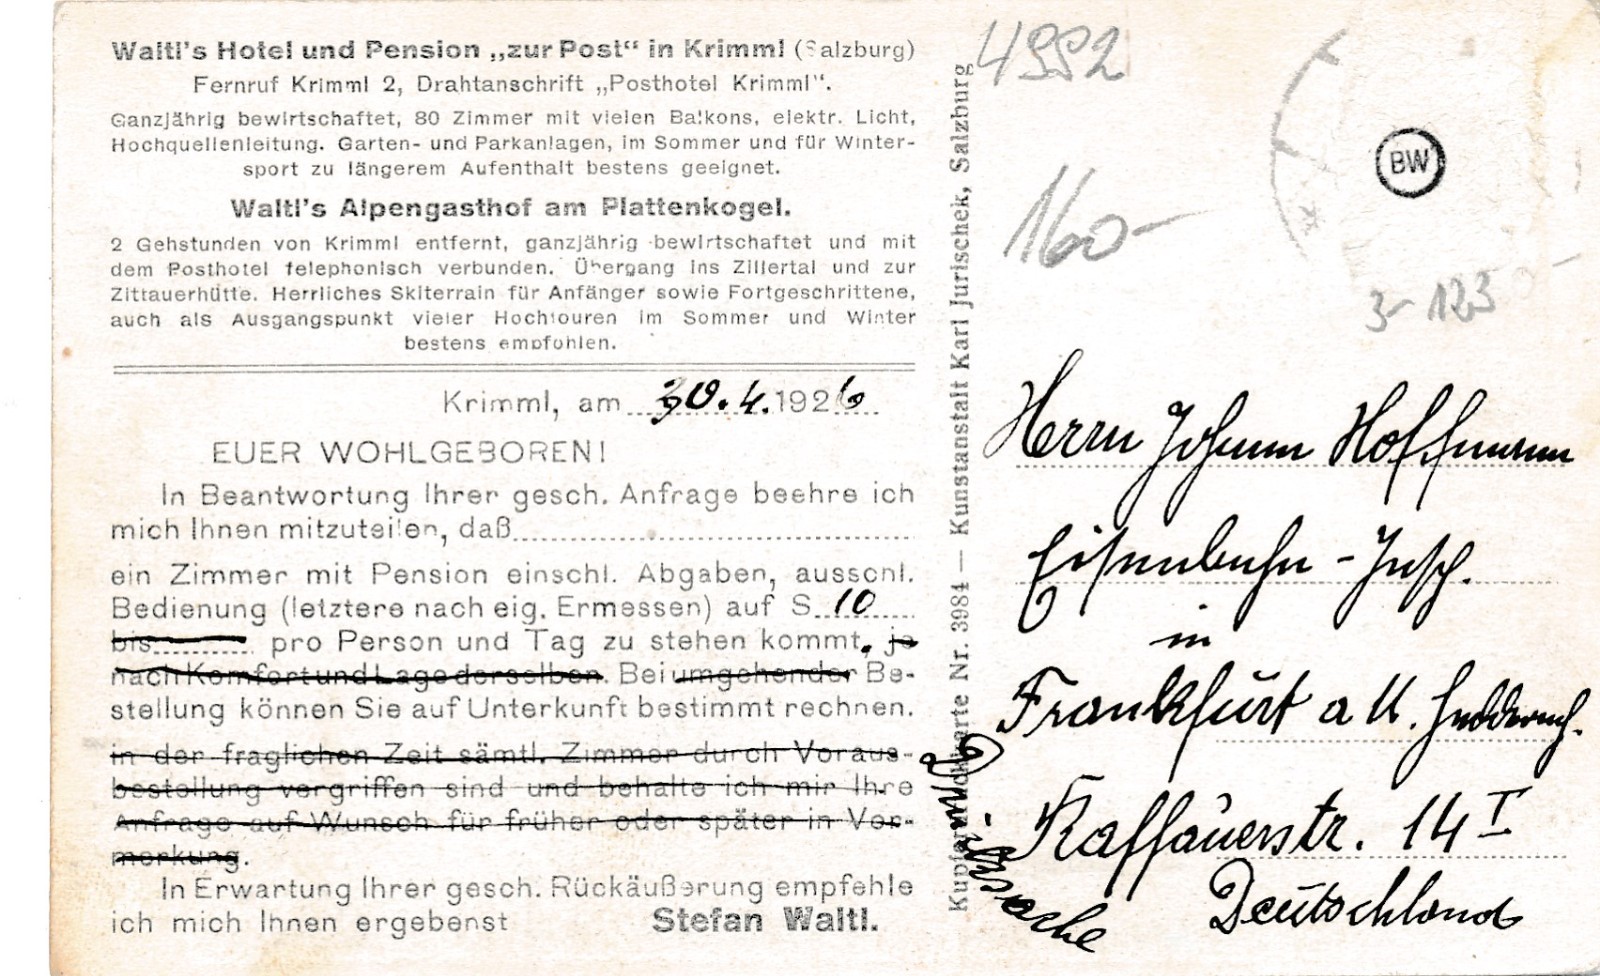 Waltl's Hotel und Pension „zur Post“ in Krimml (Salzburg)
Fernruf Krimml 2, Drahtanschrift „Posthotel Krimml“.
Ganzjährig bewirtschaftet, 80 Zimmer mit vielen Balkons, elektr. Licht,
Hochquellenleitung. Garten- und Parkanlagen, im Sommer und für Winter-
sport zu längerem Aufenthalt bestens geeignet.
Waltl's Alpengasthof am Plattenkogel.
2 Gehstunden von Krimml entfernt, ganzjährig bewirtschaftet und mit
dem Posthotel telephonisch verbunden. Übergang ins Zillertal und zur
Zittauerhütte. Herrliches Skiterrain für Anfänger sowie Fortgeschrittene,
auch als Ausgangspunkt vieler Hochtouren im Sommer und Winter
bestens empfohlen.
Krimml, am 30.4.1926
EUER WOHLGEBOREN!
In Beantwortung Ihrer gesch. Anfrage beehre ich
mich Ihnen mitzuteilen, daß
ein Zimmer mit Pension einschl. Abgaben, ausschl.
Bedienung (letztere nach eig. Ermessen) auf S. 10
bis pro Person und Tag zu stehen kommt, je
nach Komfort und Lage derselben. Bei umgehender Be-
stellung können Sie auf Unterkunft bestimmt rechnen.
in der fraglichen Zeit sämtl. Zimmer durch Voraus-
bestellung vergriffen sind und behalte ich mir Ihre
Anfrage auf Wunsch für früher oder später in Vor-
merkung.
In Erwartung Ihrer gesch. Rückäußerung empfehle
ich mich Ihnen ergebenst Stefan Waltl.
Kupfertiefdruckkarte Nr. 3984 — Kunstanstalt Karl Jurischek, Salzburg
Drucksache
4992
160-
BW
3- 123
Herrn Johann Hoffmann
Eisenbahn-Insp.
in
Frankfurt a M.
14 I
Deutschland